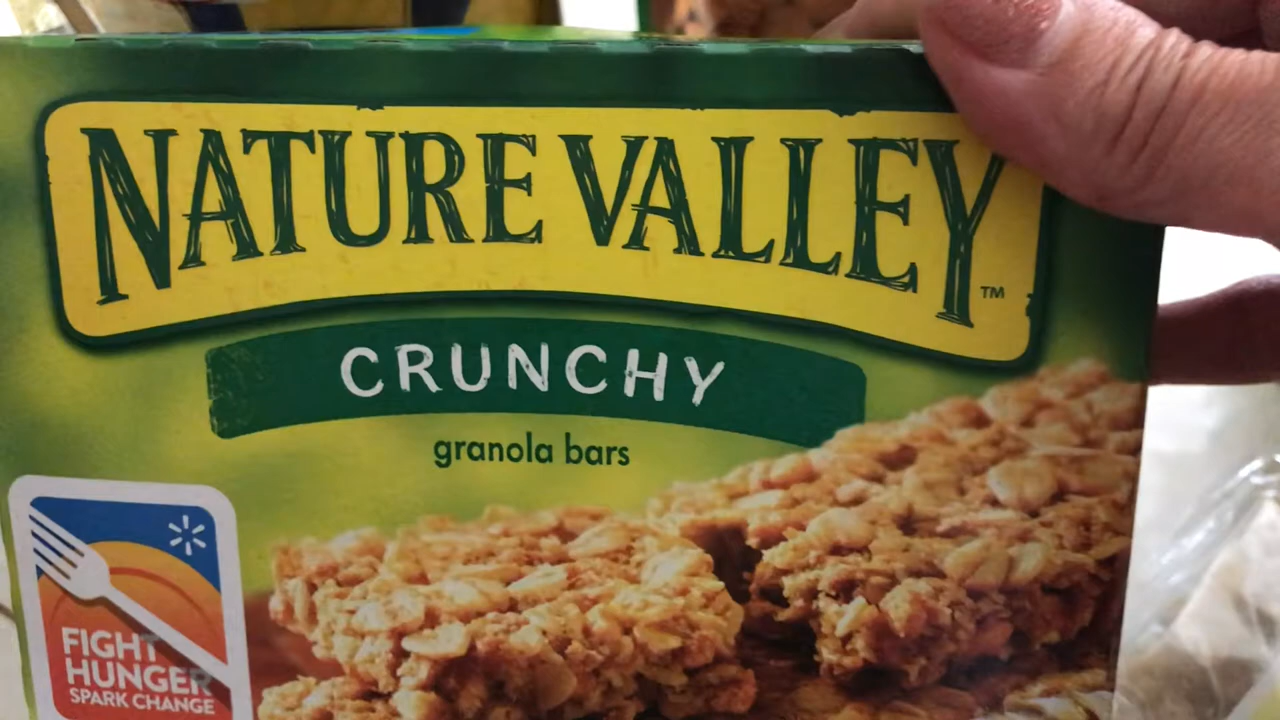 NATURE VALLEY™
CRUNCHY
granola bars
FIGHT
HUNGER
SPARK CHANGE